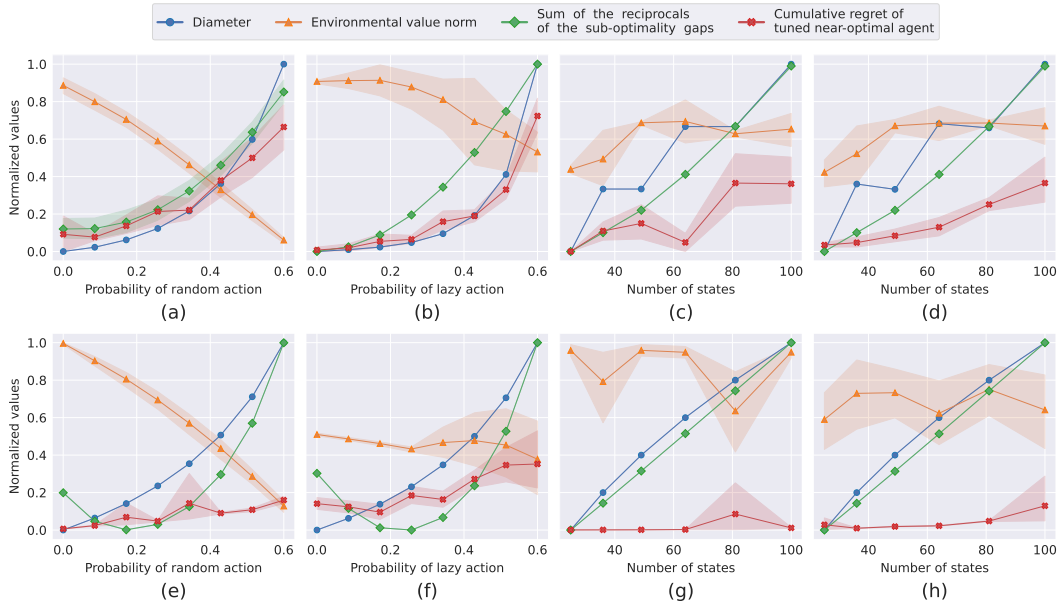 Diameter
Environmental value norm
Sum of the reciprocals
of the sub-optimality gaps
Cumulative regret of
tuned near-optimal agent
Normalized values
1.0
0.8
0.6
0.4
0.2
0.0
0.0 0.2 0.4 0.6
Probability of random action
(a)
0.0 0.2 0.4 0.6
Probability of lazy action
(b)
40 60 80 100
Number of states
(c)
40 60 80 100
Number of states
(d)
Normalized values
1.0
0.8
0.6
0.4
0.2
0.0
0.0 0.2 0.4 0.6
Probability of random action
(e)
0.0 0.2 0.4 0.6
Probability of lazy action
(f)
40 60 80 100
Number of states
(g)
40 60 80 100
Number of states
(h)